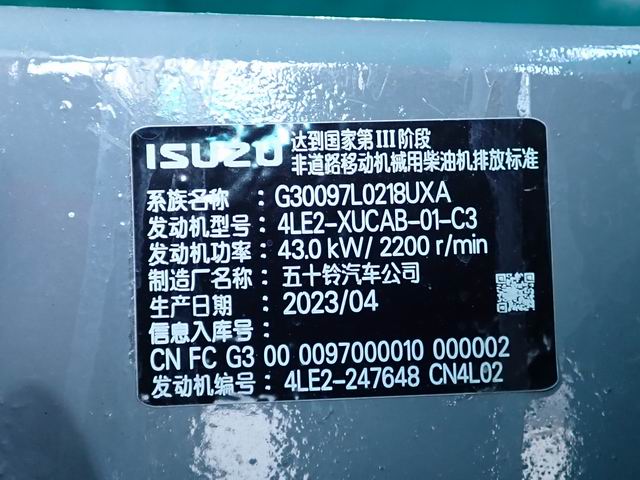 ISUZU
达到国家第III阶段
非道路移动机械用柴油机排放标准
系族名称 : G30097L0218UXA
发动机型号 : 4LE2-XUCAB-01-C3
发动机功率 : 43.0 kW/ 2200 r/min
制造厂名称 : 五十铃汽车公司
生产日期 : 2023/04
信息入库号 :
CN FC G3 00 0097000010 000002
发动机编号 : 4LE2-247648 CN4L02